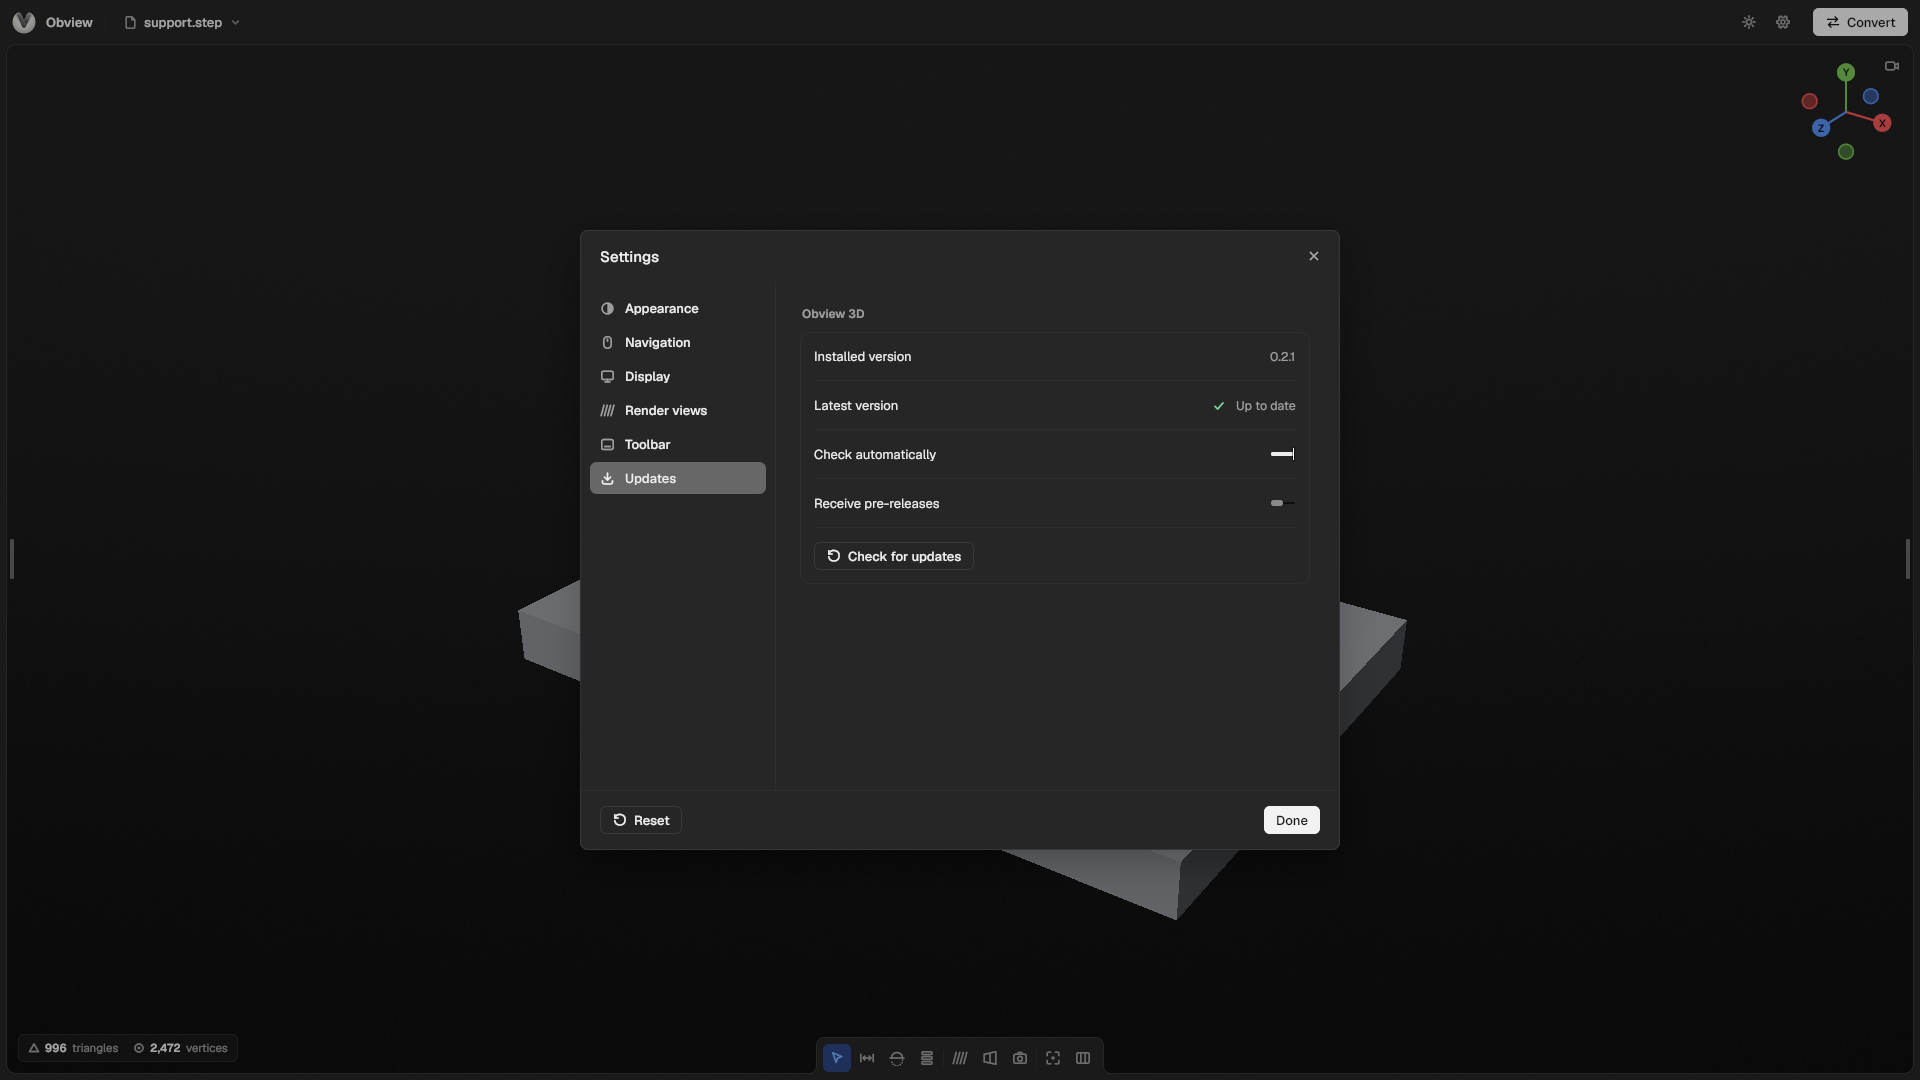 Obview
support.step
Convert
Y
X
Z
Settings
Appearance
Navigation
Display
Render views
Toolbar
Updates
Obview 3D
Installed version 0.2.1
Latest version Up to date
Check automatically
Receive pre-releases
Check for updates
Reset
Done
996 triangles 2,472 vertices